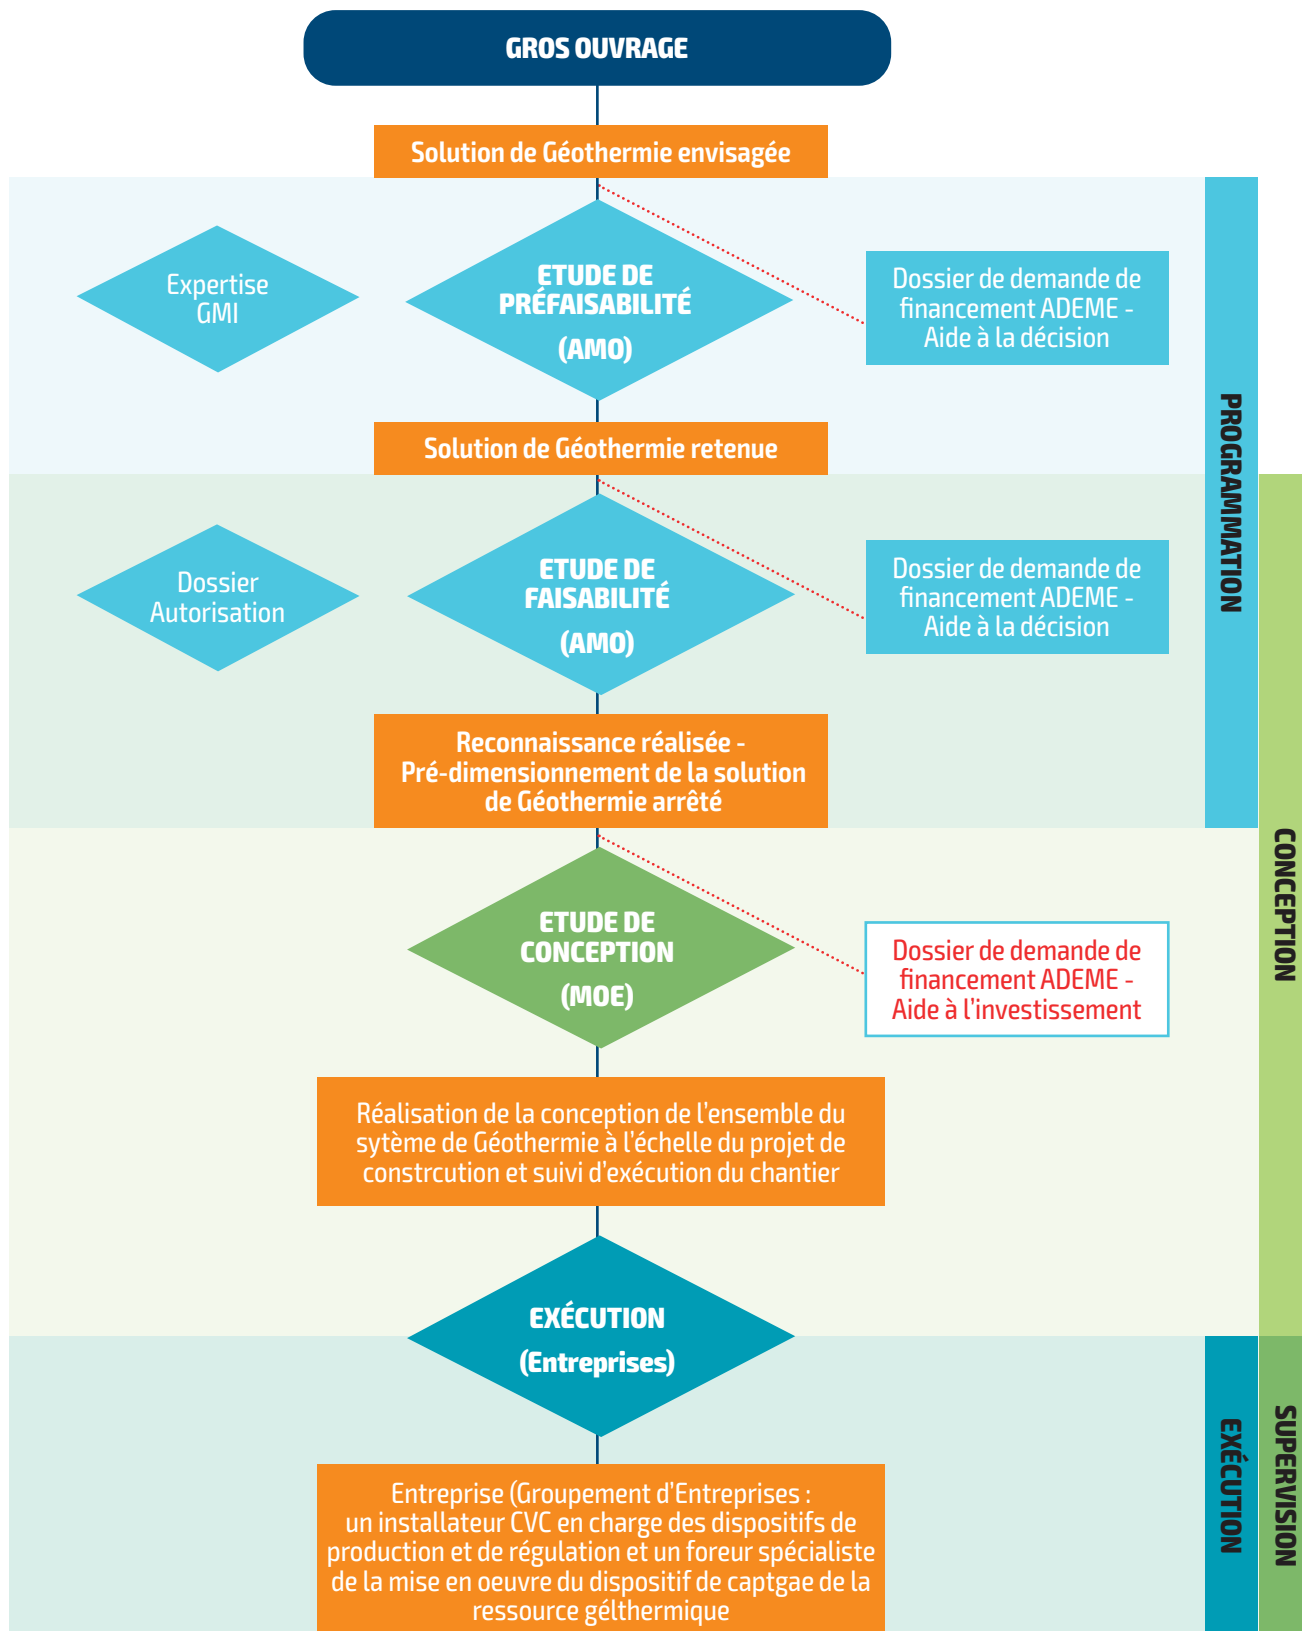 GROS OUVRAGE
Solution de Géothermie envisagée
Expertise
GMI
ETUDE DE
PRÉFAISABILITÉ
(AMO)
Dossier de demande de
financement ADEME -
Aide à la décision
Solution de Géothermie retenue
PROGRAMMATION
Dossier
Autorisation
ETUDE DE
FAISABILITÉ
(AMO)
Dossier de demande de
financement ADEME -
Aide à la décision
Reconnaissance réalisée -
Pré-dimensionnement de la solution
de Géothermie arrêté
CONCEPTION
ETUDE DE
CONCEPTION
(MOE)
Dossier de demande de
financement ADEME -
Aide à l'investissement
Réalisation de la conception de l'ensemble du
sytème de Géothermie à l'échelle du projet de
constrcution et suivi d'exécution du chantier
EXÉCUTION
(Entreprises)
EXÉCUTION
SUPERVISION
Entreprise (Groupement d'Entreprises :
un installateur CVC en charge des dispositifs de
production et de régulation et un foreur spécialiste
de la mise en oeuvre du dispositif de captgae de la
ressource gélthermique